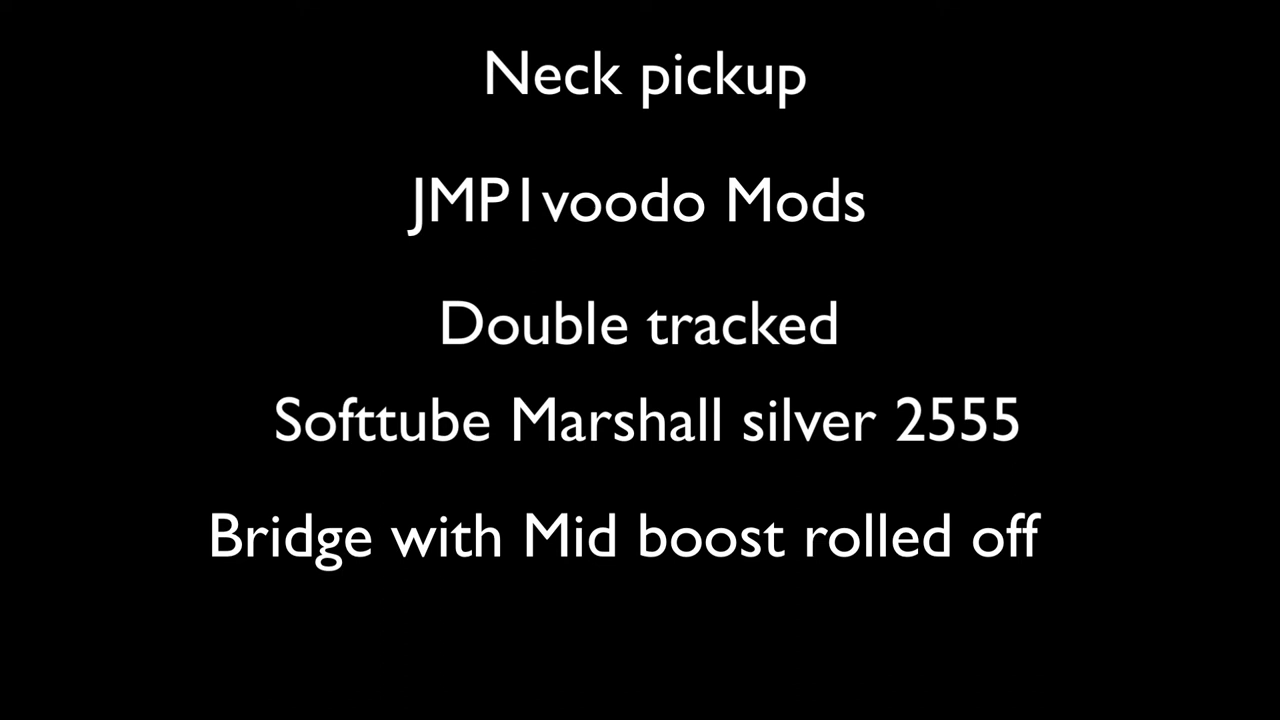 Neck pickup
JMP1voodo Mods
Double tracked
Softtube Marshall silver 2555
Bridge with Mid boost rolled off